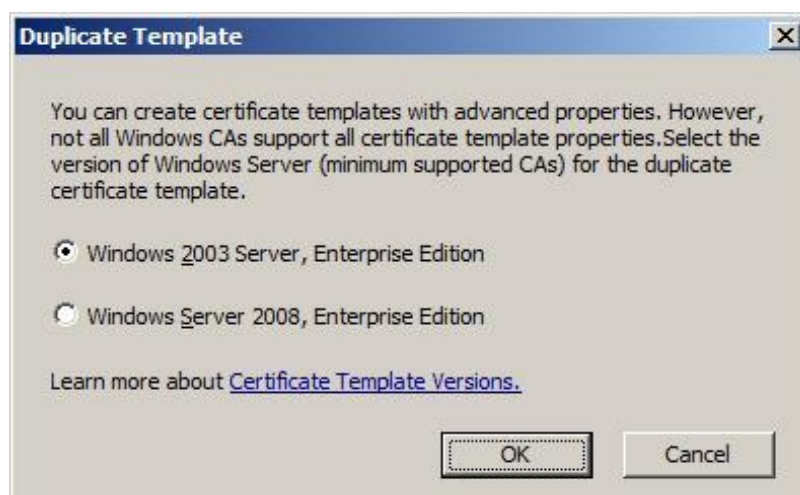 Duplicate Template
You can create certificate templates with advanced properties. However,
not all Windows CAs support all certificate template properties.Select the
version of Windows Server (minimum supported CAs) for the duplicate
certificate template.
Windows 2003 Server, Enterprise Edition
Windows Server 2008, Enterprise Edition
Learn more about Certificate Template Versions.
OK Cancel